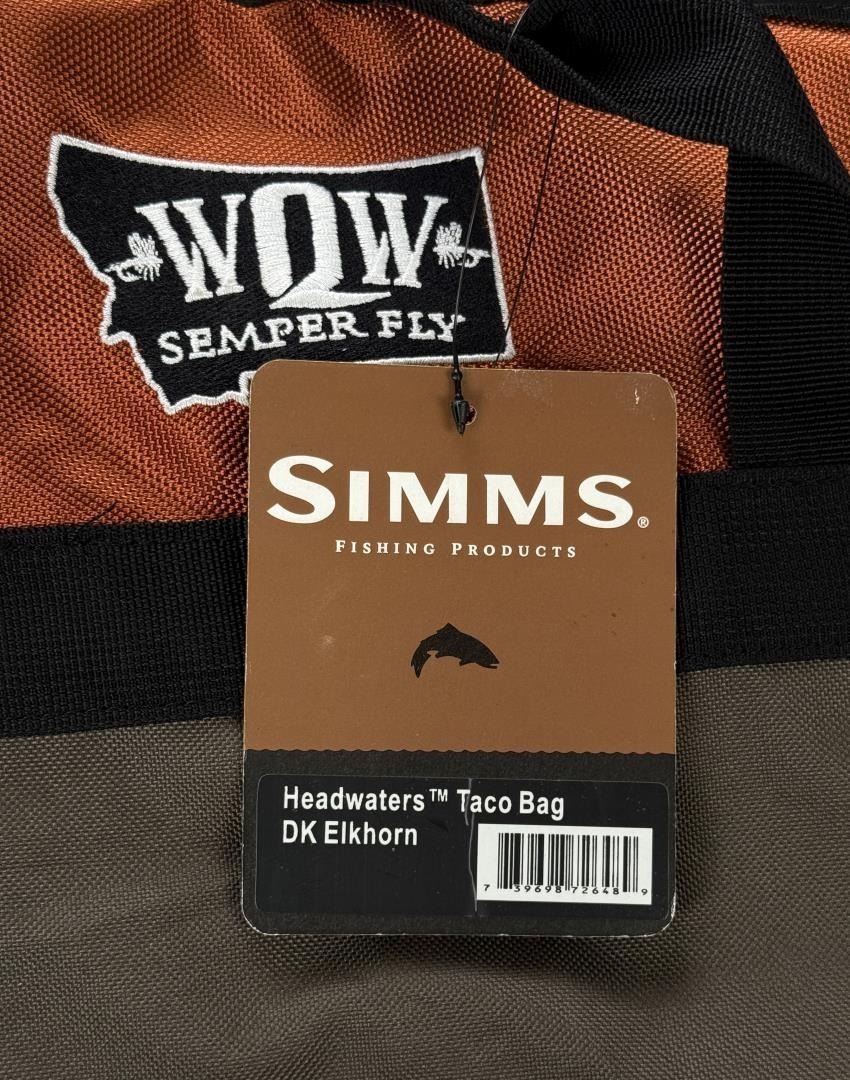 WQW
SEMPER FLY
SIMMS®
FISHING PRODUCTS
Headwaters™ Taco Bag
DK Elkhorn
7 39698 72648 9